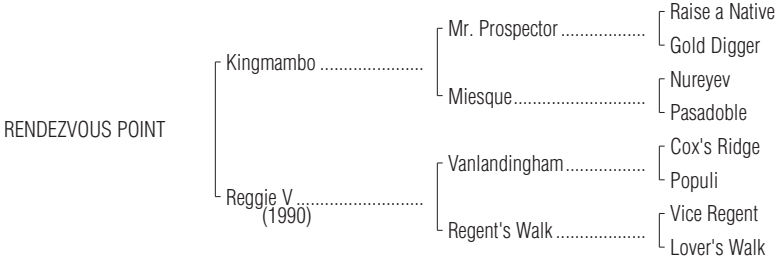 Raise a Native
Mr. Prospector ......................
Gold Digger
Kingmambo ......................
Nureyev
Miesque............................
Pasadoble
RENDEZVOUS POINT
Cox's Ridge
Vanlandingham.................
Populi
Reggie V ...........................
(1990)
Vice Regent
Regent's Walk ...................
Lover's Walk